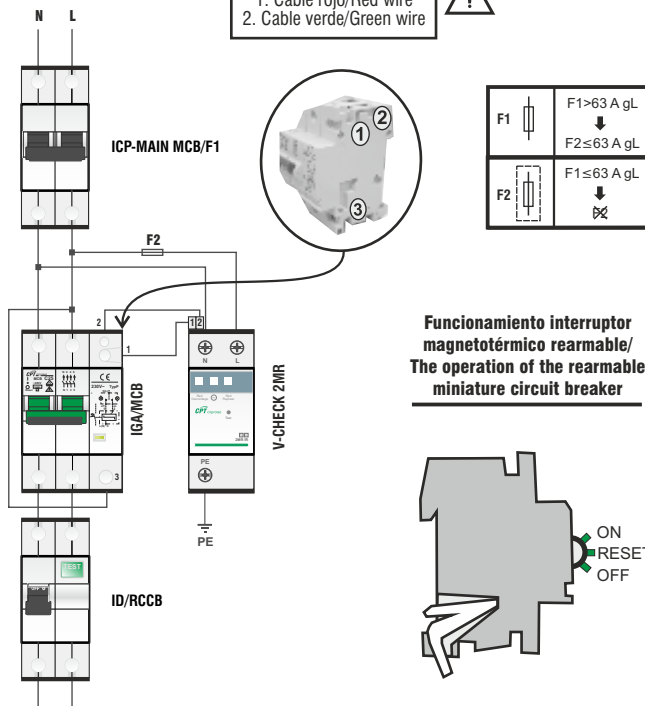 1. Cable rojo/Red wire
2. Cable verde/Green wire
!
N L
ICP-MAIN MCB/F1
1
2
3
F1
F1>63 A gL
F2≤63 A gL
F2
F1≤63 A gL
F2
2
1
3
IGA/MCB
CPT
230V~
1 2
N L
CPT
Test
PE
V-CHECK 2MR
PE
Funcionamiento interruptor
magnetotérmico rearmable/
The operation of the rearmable
miniature circuit breaker
TEST
ID/RCCB
ON
RESET
OFF